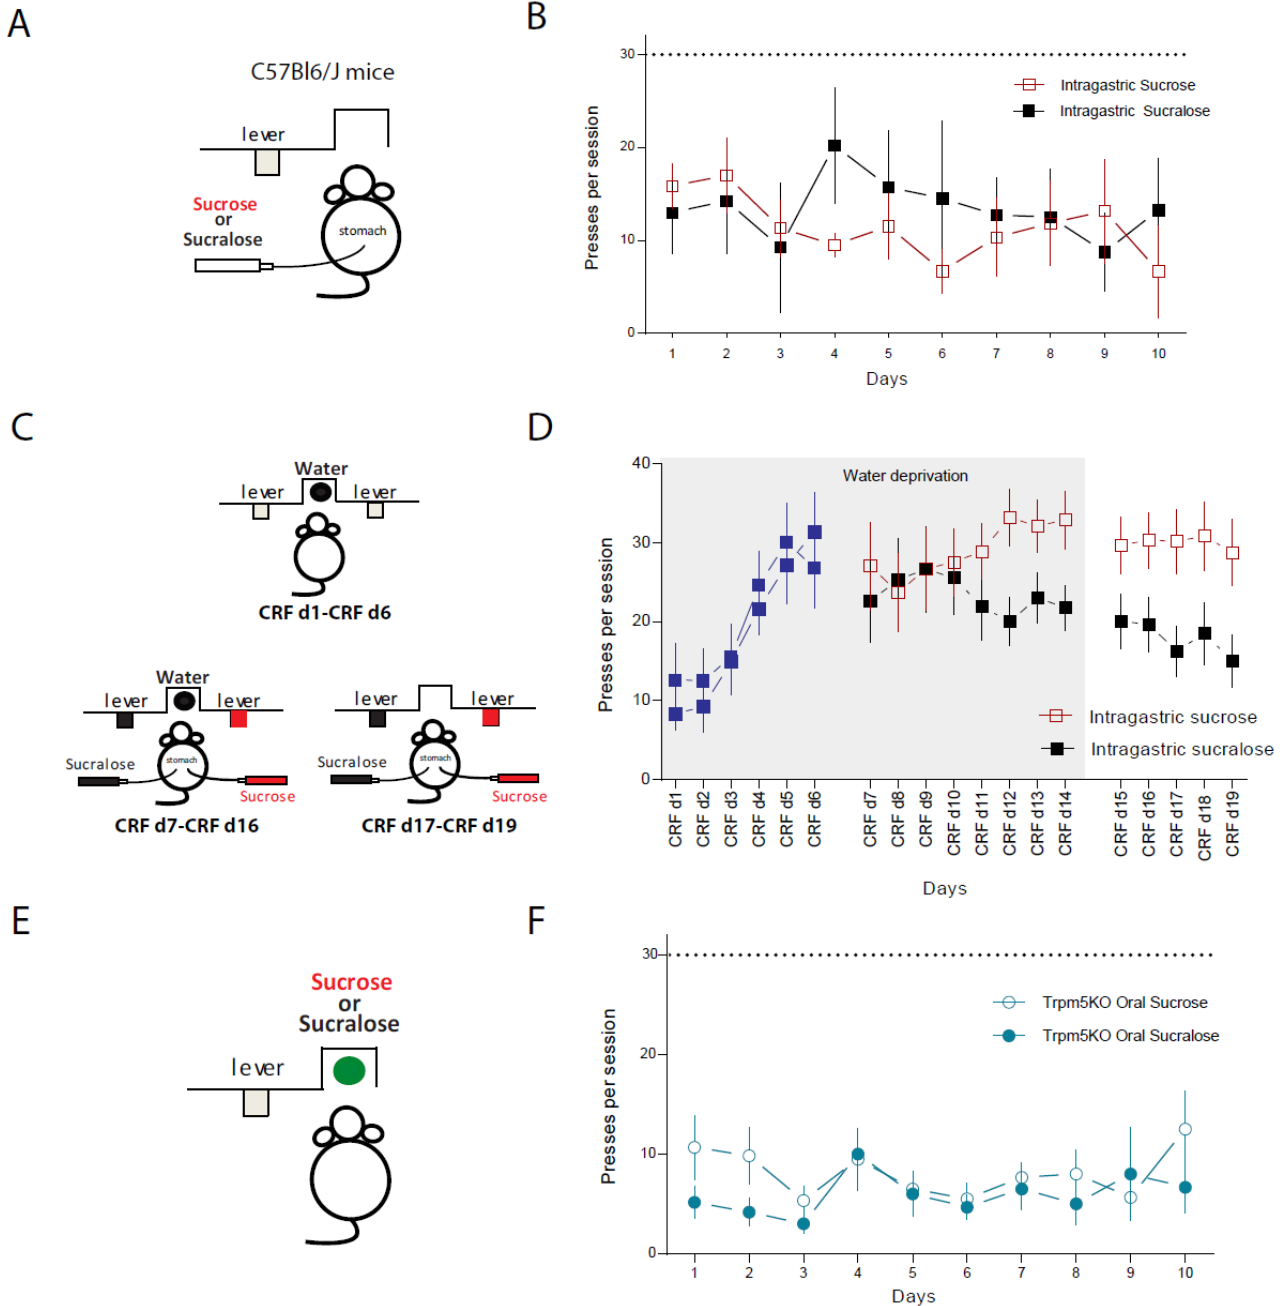 A
C57Bl6/J mice
lever
Sucrose
or
Sucralose
stomach
B
Presses per session
30
20
10
0
Intragastric Sucrose
Intragastric Sucralose
1 2 3 4 5 6 7 8 9 10
Days
C
Water
lever lever
CRF d1-CRF d6
Water
lever lever
Sucralose
stomach
Sucrose
CRF d7-CRF d16
lever lever
Sucralose
stomach
Sucrose
CRF d17-CRF d19
D
Presses per session
40
30
20
10
0
Water deprivation
Intragastric sucrose
Intragastric sucralose
CRF d1 CRF d2 CRF d3 CRF d4 CRF d5 CRF d6 CRF d7 CRF d8 CRF d9 CRF d10 CRF d11 CRF d12 CRF d13 CRF d14 CRF d15 CRF d16 CRF d17 CRF d18 CRF d19
Days
E
Sucrose
or
Sucralose
lever
F
Presses per session
30
20
10
0
Trpm5KO Oral Sucrose
Trpm5KO Oral Sucralose
1 2 3 4 5 6 7 8 9 10
Days